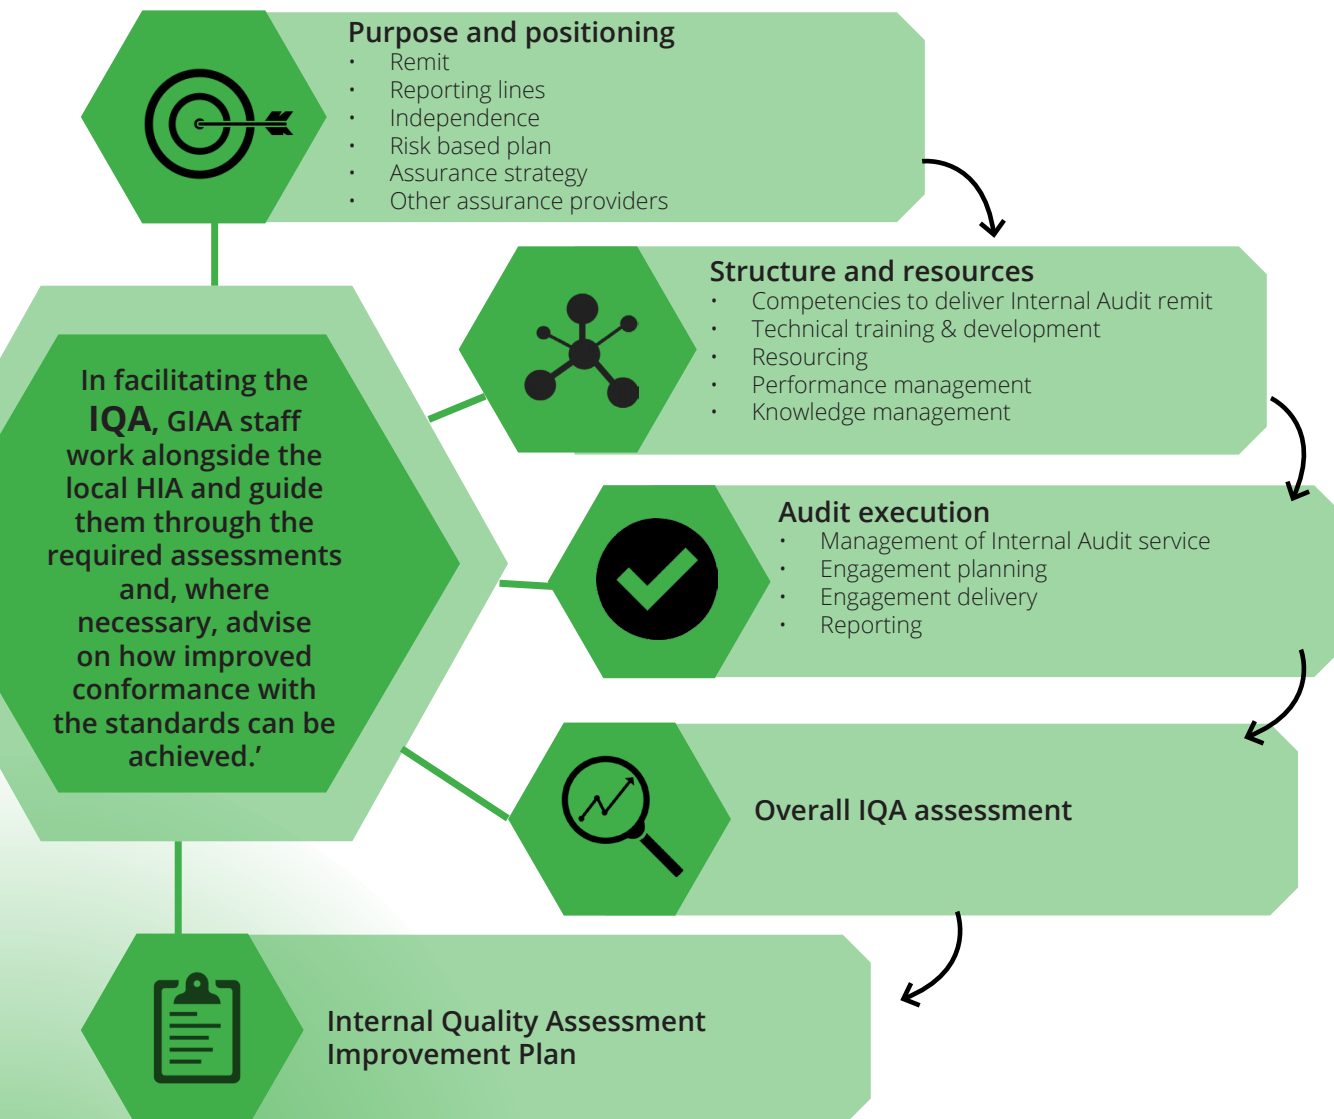 Purpose and positioning
• Remit
• Reporting lines
• Independence
• Risk based plan
• Assurance strategy
• Other assurance providers
Structure and resources
• Competencies to deliver Internal Audit remit
• Technical training & development
• Resourcing
• Performance management
• Knowledge management
In facilitating the
IQA, GIAA staff
work alongside the
local HIA and guide
them through the
required assessments
and, where
necessary, advise
on how improved
conformance with
the standards can be
achieved.’
Audit execution
• Management of Internal Audit service
• Engagement planning
• Engagement delivery
• Reporting
Overall IQA assessment
Internal Quality Assessment
Improvement Plan